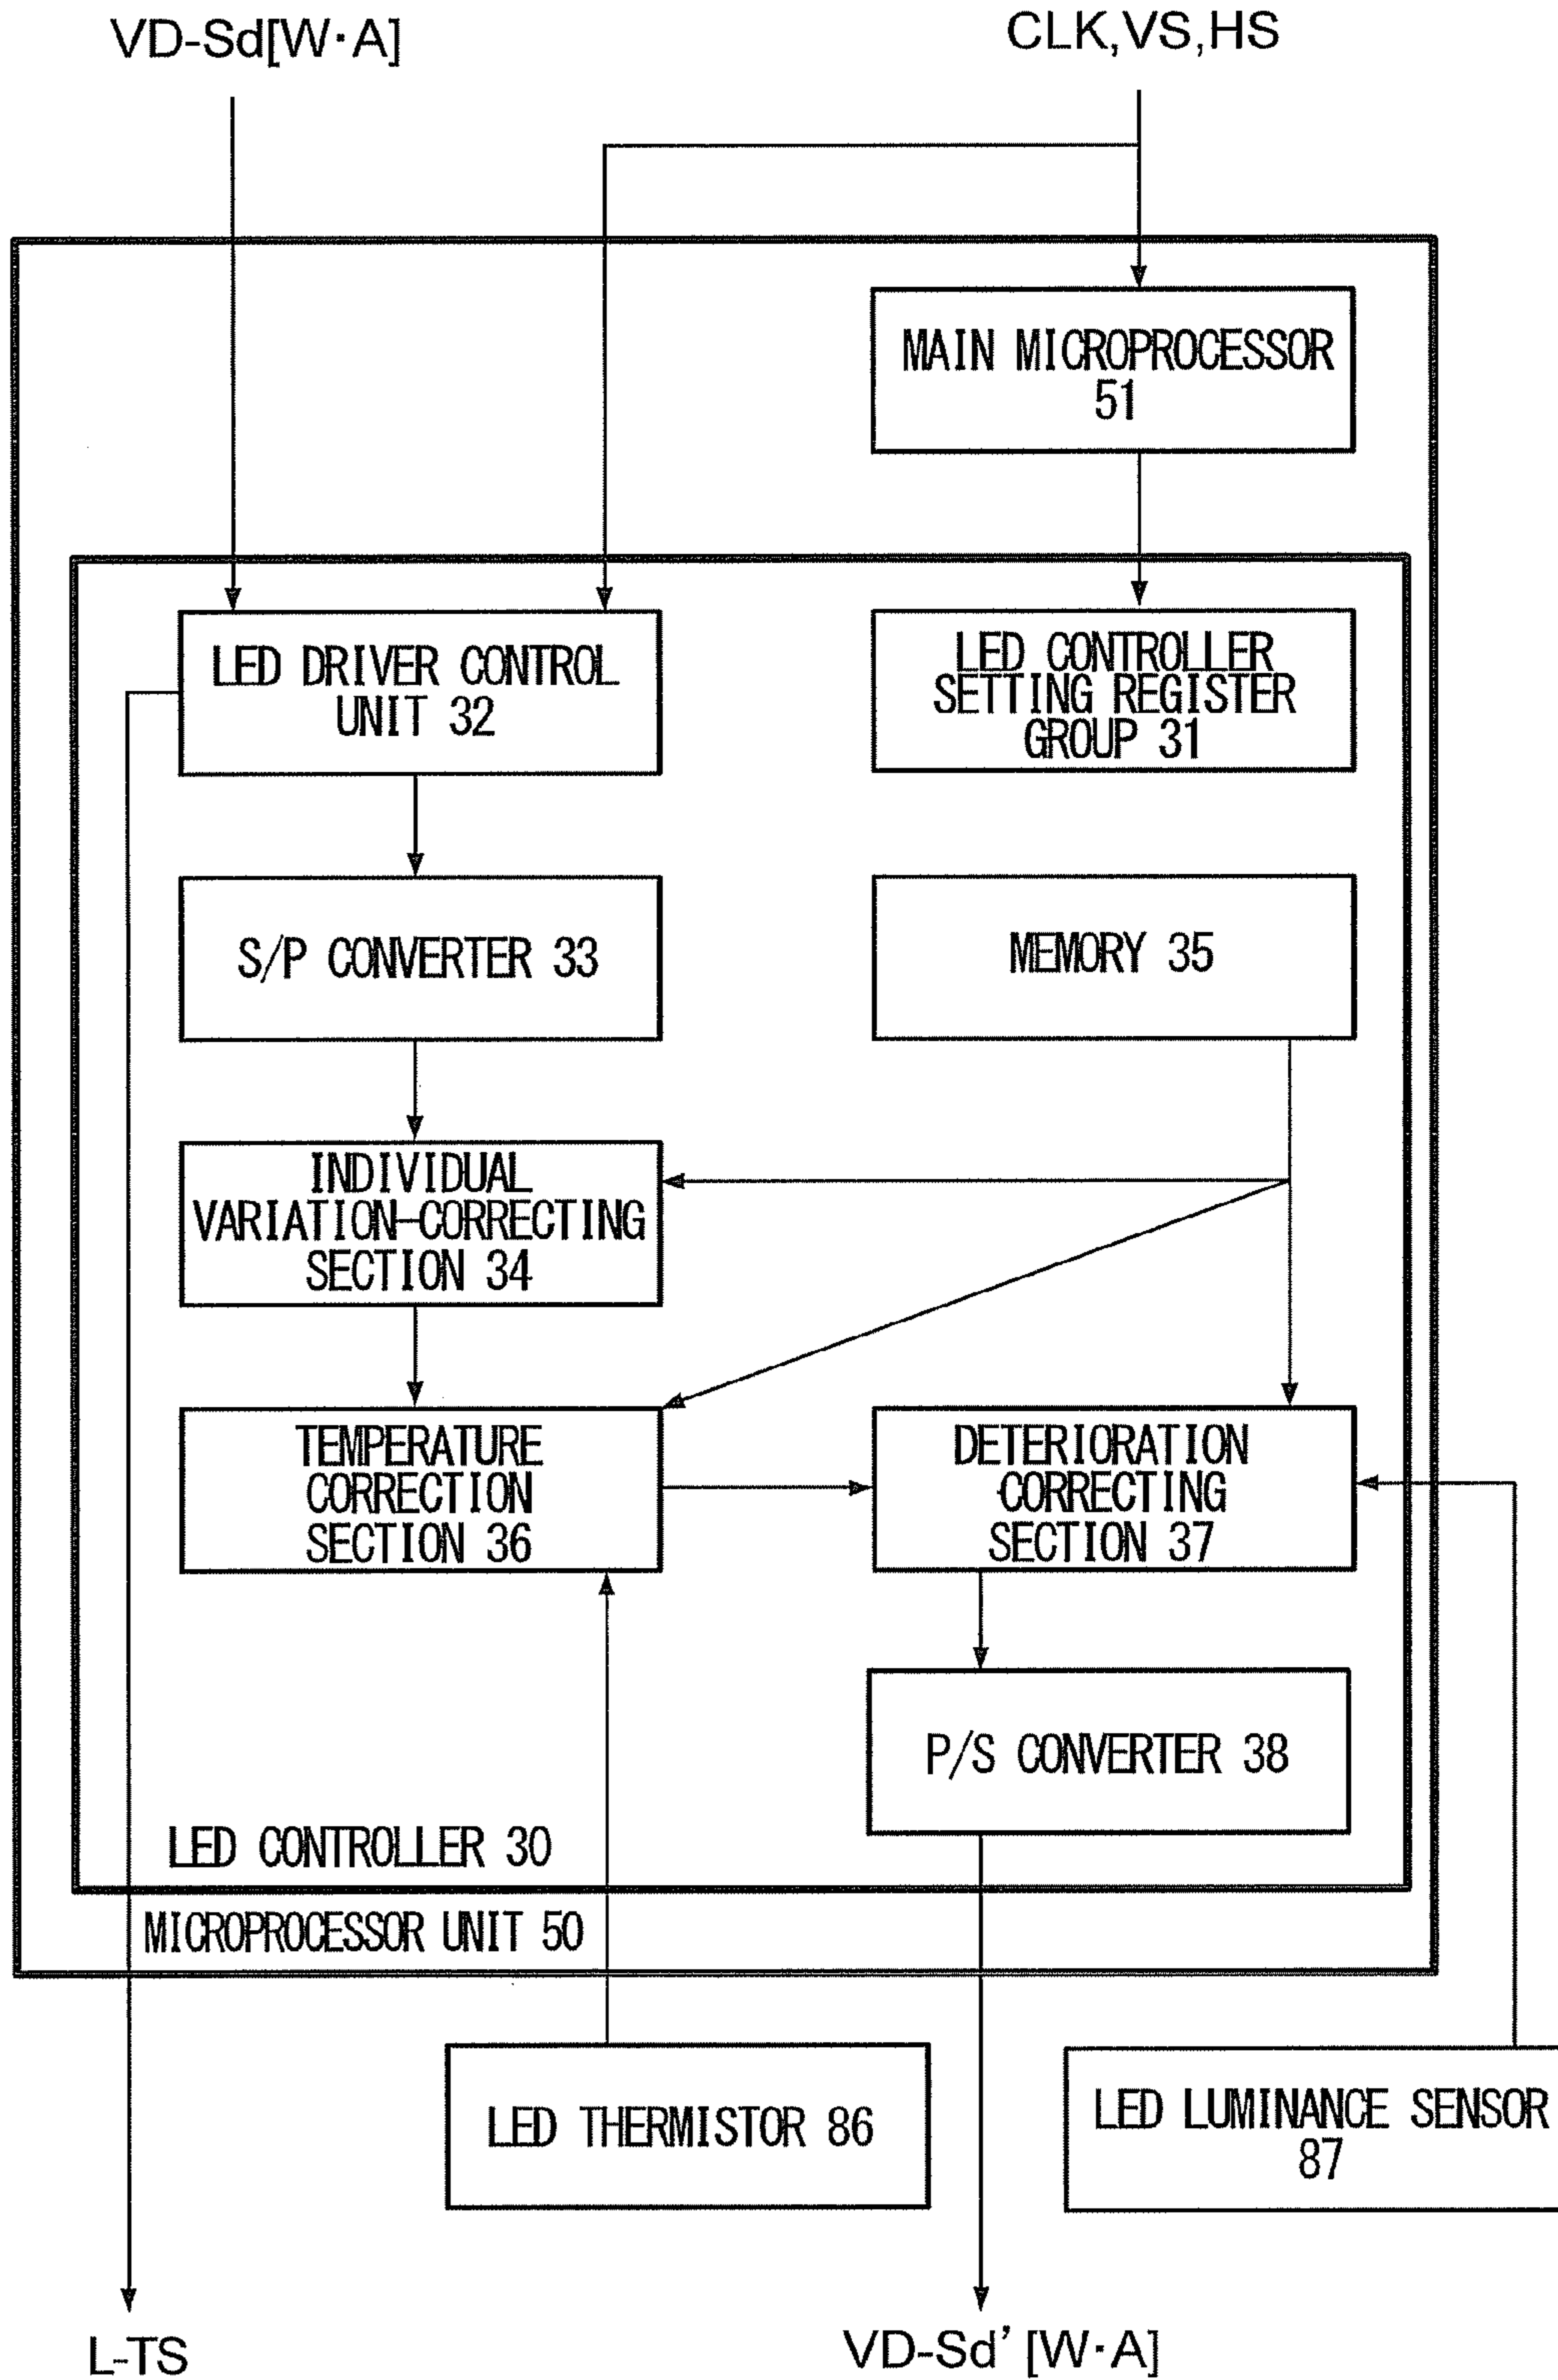 VD-Sd[W·A]
CLK,VS,HS
MAIN MICROPROCESSOR
51
LED DRIVER CONTROL
UNIT 32
LED CONTROLLER
SETTING REGISTER
GROUP 31
S/P CONVERTER 33
MEMORY 35
INDIVIDUAL
VARIATION-CORRECTING
SECTION 34
TEMPERATURE
CORRECTION
SECTION 36
DETERIORATION
CORRECTING
SECTION 37
P/S CONVERTER 38
LED CONTROLLER 30
MICROPROCESSOR UNIT 50
LED THERMISTOR 86
LED LUMINANCE SENSOR
87
L-TS
VD-Sd' [W·A]